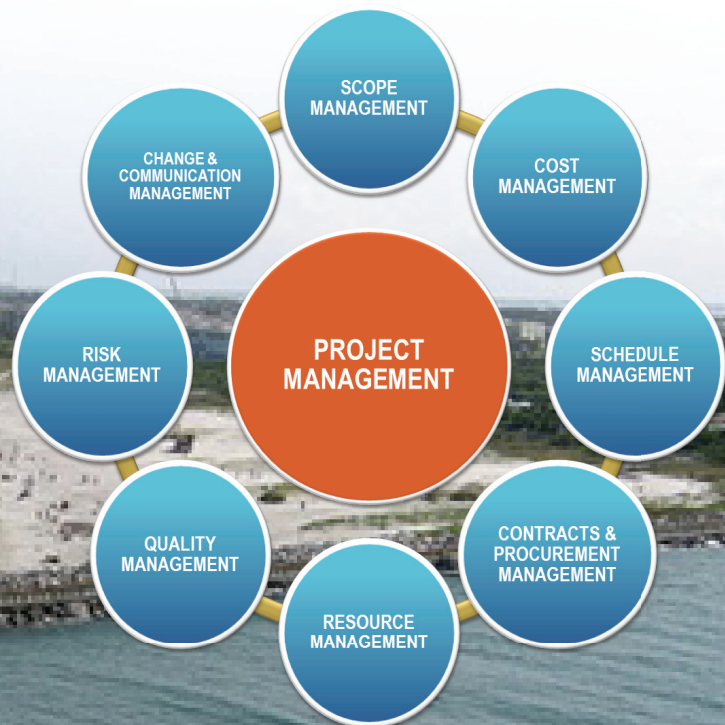 SCOPE
MANAGEMENT
COST
MANAGEMENT
SCHEDULE
MANAGEMENT
CONTRACTS &
PROCUREMENT
MANAGEMENT
RESOURCE
MANAGEMENT
QUALITY
MANAGEMENT
RISK
MANAGEMENT
CHANGE &
COMMUNICATION
MANAGEMENT
PROJECT
MANAGEMENT